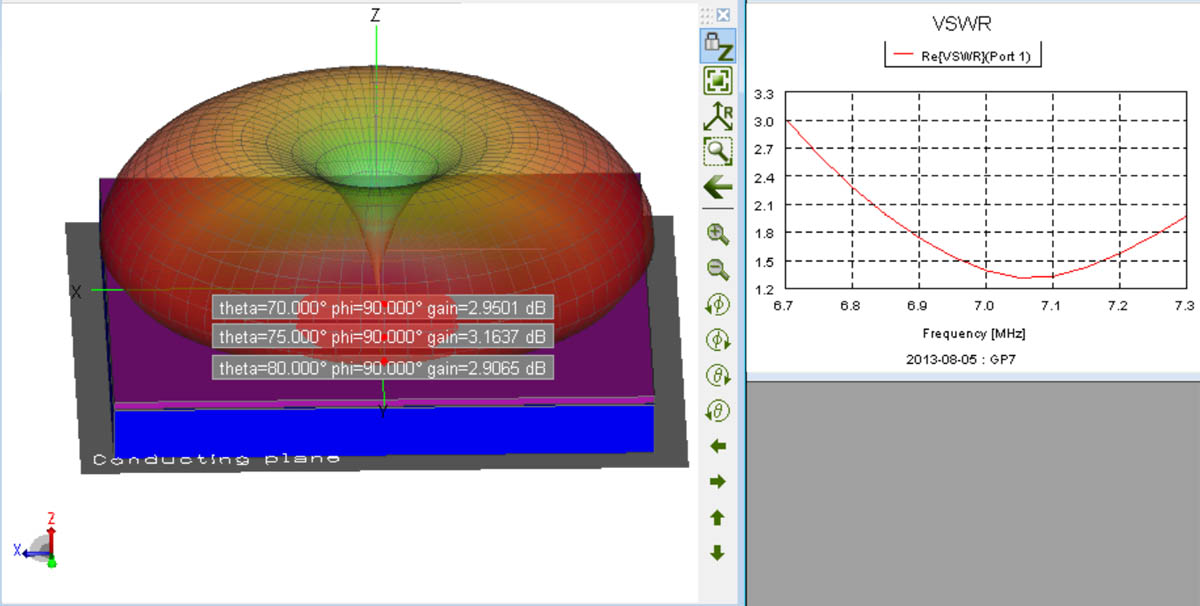 Z
X
theta=70.000° phi=90.000° gain=2.9501 dB
theta=75.000° phi=90.000° gain=3.1637 dB
theta=80.000° phi=90.000° gain=2.9065 dB
Y
Conducting plane
Z
X
Z
R
VSWR
Re[VSWR](Port 1)
3.3
3.0
2.7
2.4
2.1
1.8
1.5
1.2
6.7 6.8 6.9 7.0 7.1 7.2 7.3
Frequency [MHz]
2013-08-05 : GP7